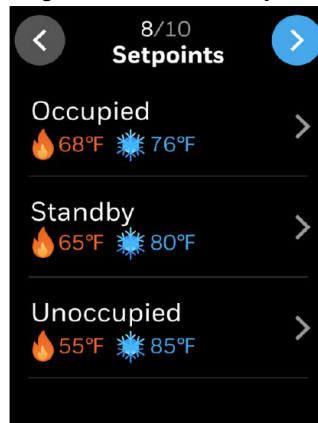 8/10
Setpoints
Occupied
68°F 76°F
Standby
65°F 80°F
Unoccupied
55°F 85°F